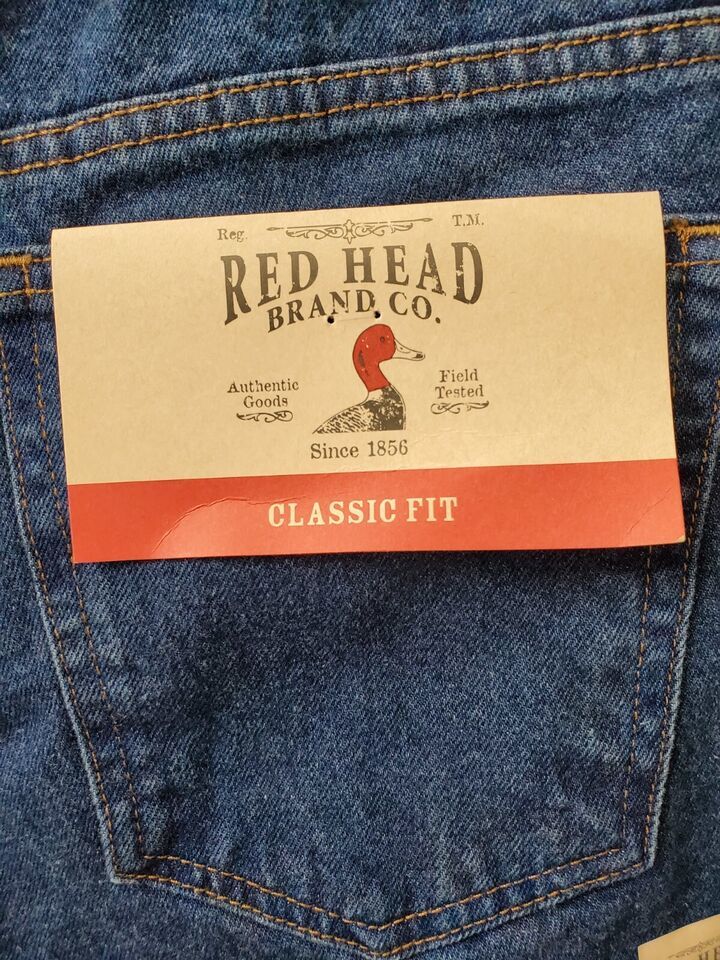 Reg. T.M.
RED HEAD
BRAND CO.
Authentic
Goods
Field
Tested
Since 1856
CLASSIC FIT